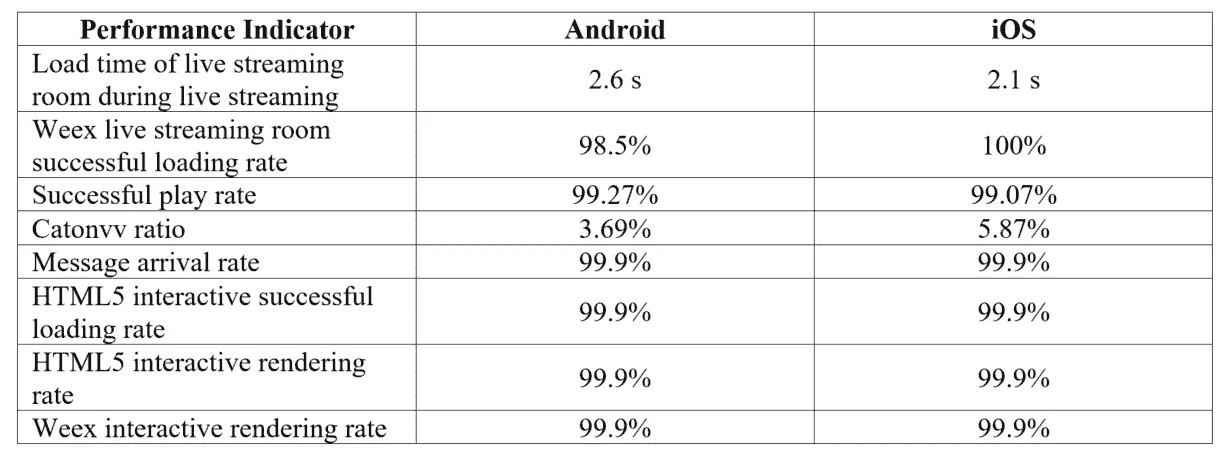 Performance Indicator Android iOS
Load time of live streaming
room during live streaming 2.6 s 2.1 s
Weex live streaming room
successful loading rate 98.5% 100%
Successful play rate 99.27% 99.07%
Catonvv ratio 3.69% 5.87%
Message arrival rate 99.9% 99.9%
HTML5 interactive successful
loading rate 99.9% 99.9%
HTML5 interactive rendering
rate 99.9% 99.9%
Weex interactive rendering rate 99.9% 99.9%